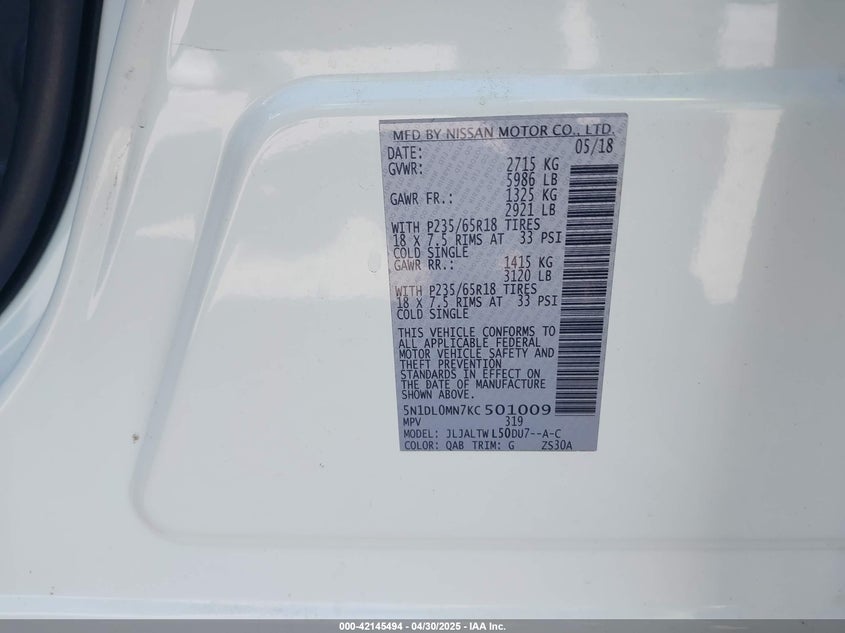 MFD BY NISSAN MOTOR CO., LTD.
DATE: 05/18
GVWR: 2715 KG
5986 LB
GAWR FR.: 1325 KG
2921 LB
WITH P235/65R18 TIRES
18 X 7.5 RIMS AT 33 PSI
COLD SINGLE
GAWR RR.: 1415 KG
3120 LB
WITH P235/65R18 TIRES
18 X 7.5 RIMS AT 33 PSI
COLD SINGLE
THIS VEHICLE CONFORMS TO
ALL APPLICABLE FEDERAL
MOTOR VEHICLE SAFETY AND
THEFT PREVENTION
STANDARDS IN EFFECT ON
THE DATE OF MANUFACTURE
SHOWN ABOVE.
5N1DL0MN7KC501009
MPV 319
MODEL: JLJALTWL50DU7--A-C
COLOR: QAB TRIM: G ZS30A
000-42145494 - 04/30/2025 - IAA Inc.